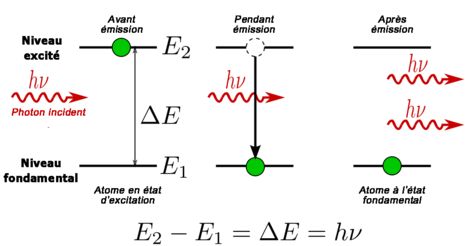 Avant
émission
Pendant
émission
Après
émission
Niveau
excité
E₂
hν
Photon incident
ΔE
hν
hν
hν
Niveau
fondamental
E₁
Atome en état
d'excitation
Atome à l'état
fondamental
E₂ − E₁ = ΔE = hν